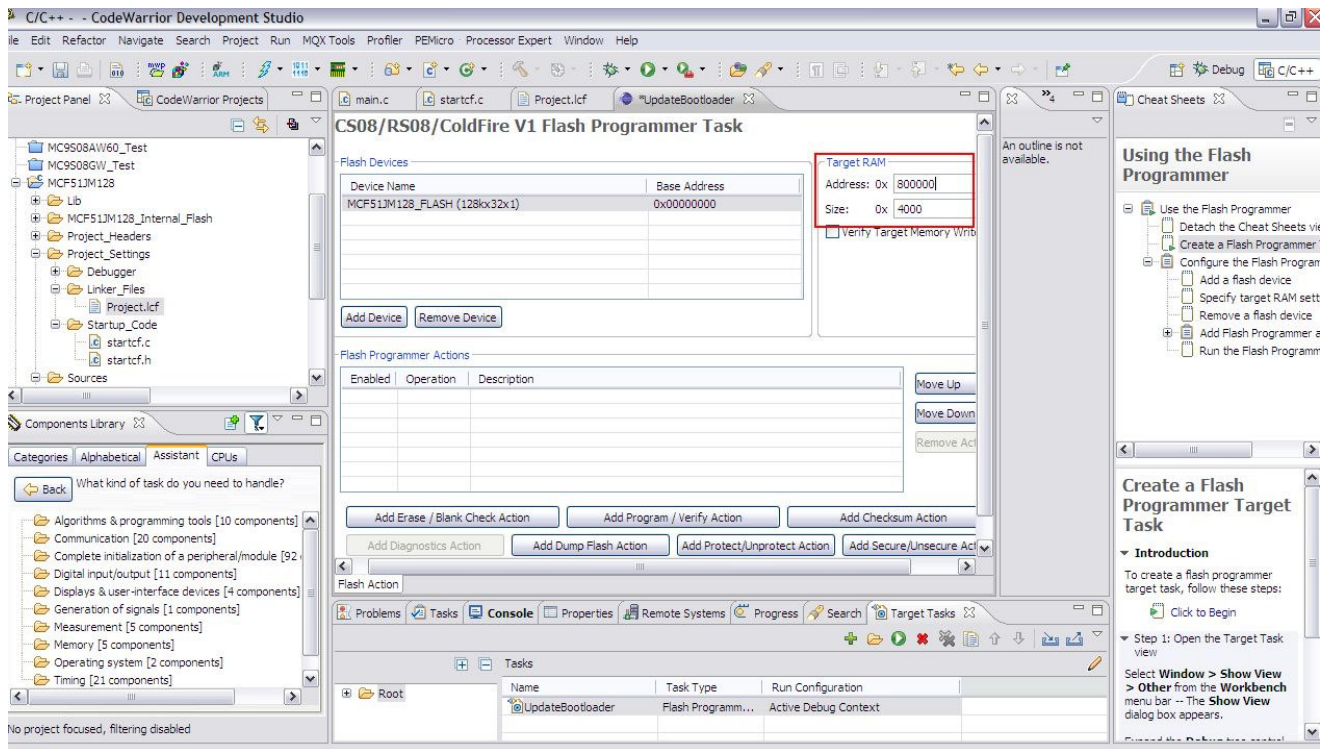 C/C++ - - CodeWarrior Development Studio
ile Edit Refactor Navigate Search Project Run MQX Tools Profiler PEMicro Processor Expert Window Help
Debug C/C++
Project Panel CodeWarrior Projects
MC9S08AW60_Test
MC9S08GW_Test
MCF51JM128
Lib
MCF51JM128_Internal_Flash
Project_Headers
Project_Settings
Debugger
Linker_Files
Project.lcf
Startup_Code
startcf.c
startcf.h
Sources
Components Library
Categories Alphabetical Assistant CPUs
Back What kind of task do you need to handle?
Algorithms & programming tools [10 components]
Communication [20 components]
Complete initialization of a peripheral/module [92
Digital input/output [11 components]
Displays & user-interface devices [4 components]
Generation of signals [1 components]
Measurement [5 components]
Memory [5 components]
Operating system [2 components]
Timing [21 components]
No project focused, filtering disabled
main.c startcf.c Project.lcf *UpdateBootloader
CS08/RS08/ColdFire V1 Flash Programmer Task
Flash Devices
Device Name Base Address
MCF51JM128_FLASH (128kx32x1) 0x00000000
Add Device Remove Device
Target RAM
Address: 0x 800000
Size: 0x 4000
Verify Target Memory Write
Flash Programmer Actions
Enabled Operation Description
Move Up
Move Down
Remove Act
Add Erase / Blank Check Action Add Program / Verify Action Add Checksum Action
Add Diagnostics Action Add Dump Flash Action Add Protect/Unprotect Action Add Secure/Unsecure Act
Flash Action
Problems Tasks Console Properties Remote Systems Progress Search Target Tasks
Tasks
Root
Name Task Type Run Configuration
UpdateBootloader Flash Programm... Active Debug Context
4
An outline is not
available.
Cheat Sheets
Using the Flash
Programmer
Use the Flash Programmer
Detach the Cheat Sheets vie
Create a Flash Programmer
Configure the Flash Program
Add a flash device
Specify target RAM sett
Remove a flash device
Add Flash Programmer a
Run the Flash Programm
Create a Flash
Programmer Target
Task
Introduction
To create a flash programmer
target task, follow these steps:
Click to Begin
Step 1: Open the Target Task
view
Select Window > Show View
> Other from the Workbench
menu bar -- The Show View
dialog box appears.